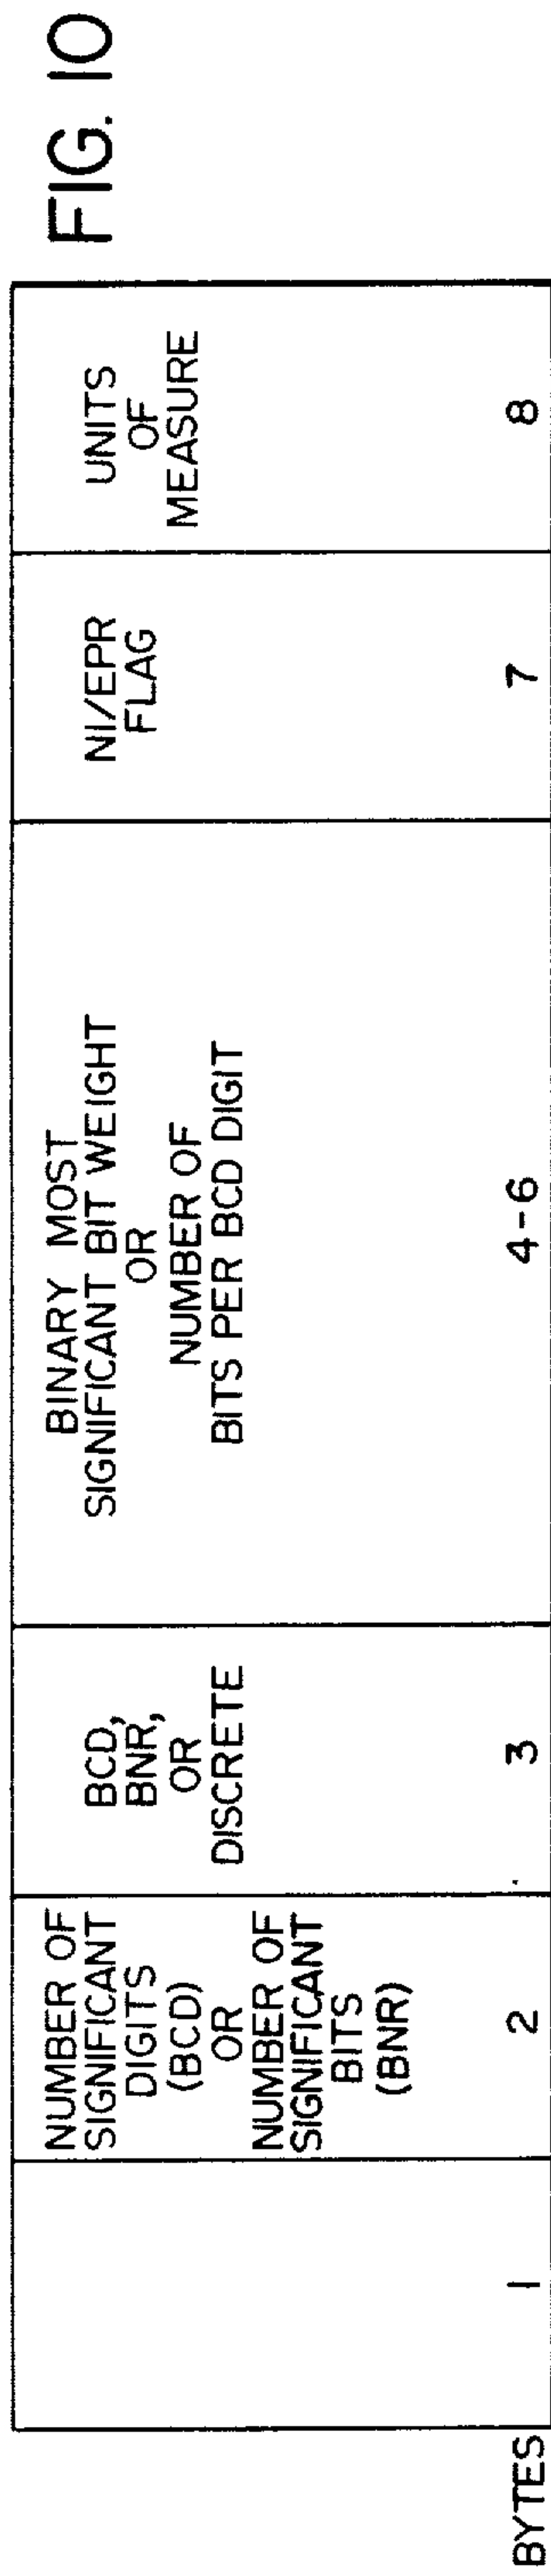 FIG. 10
NUMBER OF
SIGNIFICANT
DIGITS
(BCD)
OR
NUMBER OF
SIGNIFICANT
BITS
(BNR)
BCD,
BNR,
OR
DISCRETE
BINARY MOST
SIGNIFICANT BIT WEIGHT
OR
NUMBER OF
BITS PER BCD DIGIT
NI/EPR
FLAG
UNITS
OF
MEASURE
BYTES 1 2 3 4-6 7 8